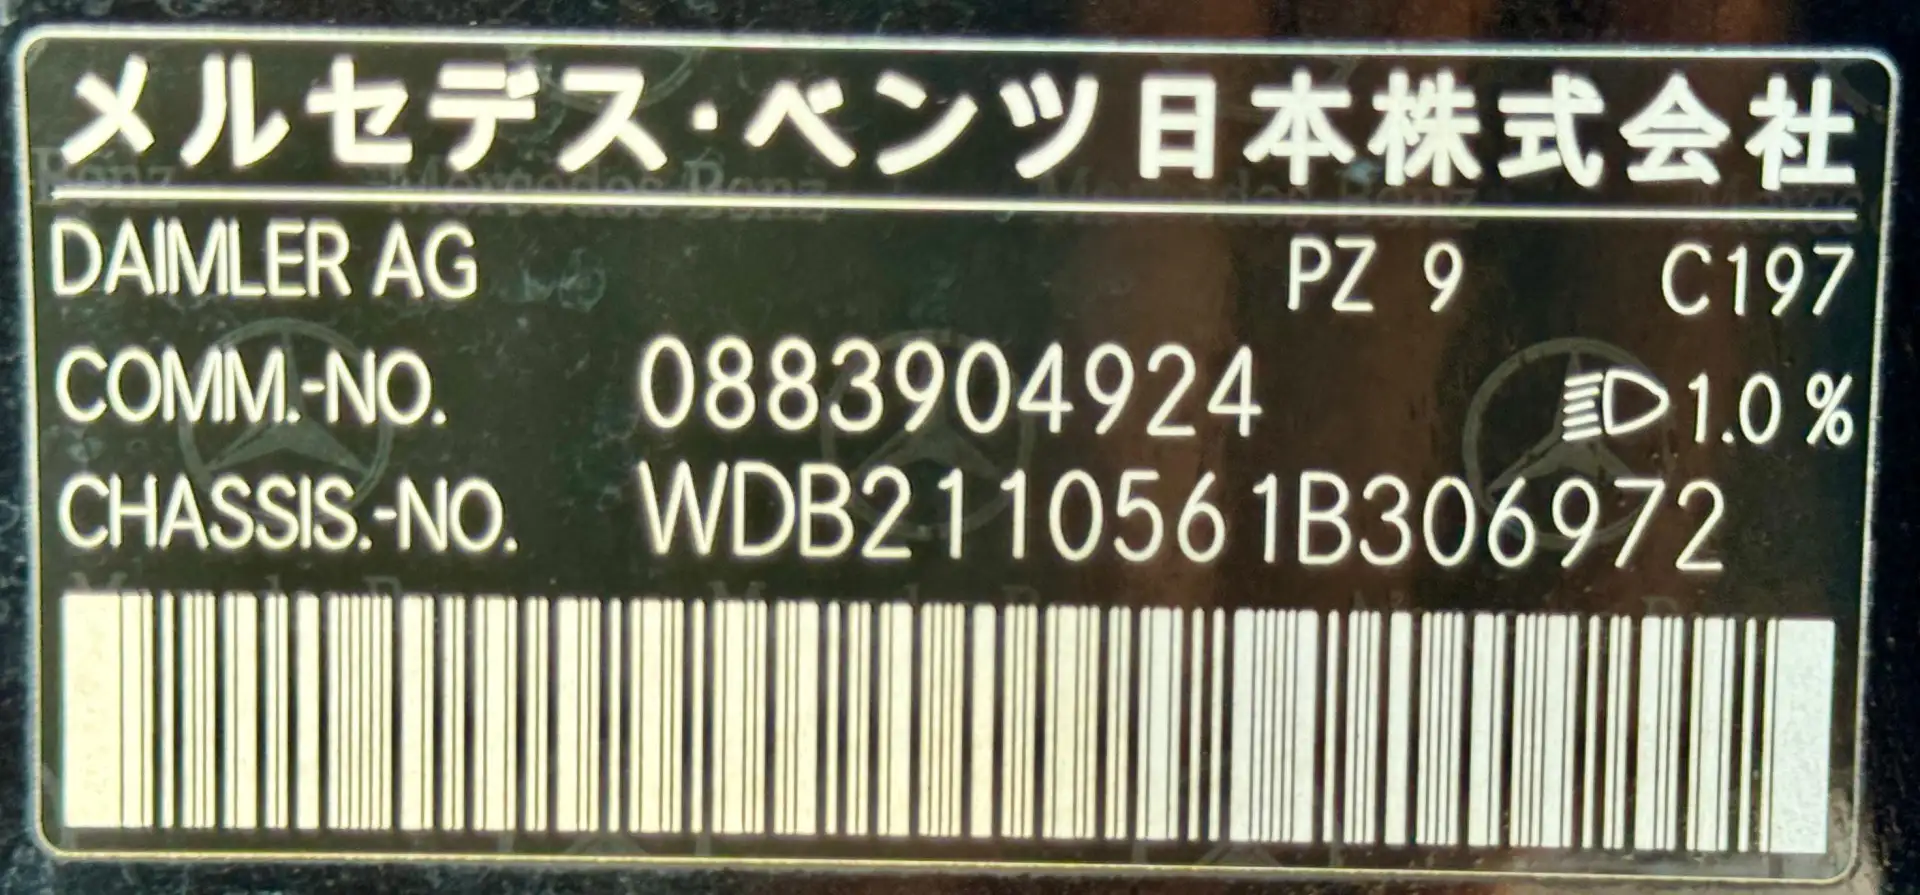 メルセデス・ベンツ日本株式会社
DAIMLER AG PZ 9 C197
COMM.-NO. 0883904924 1.0 %
CHASSIS.-NO. WDB2110561B306972